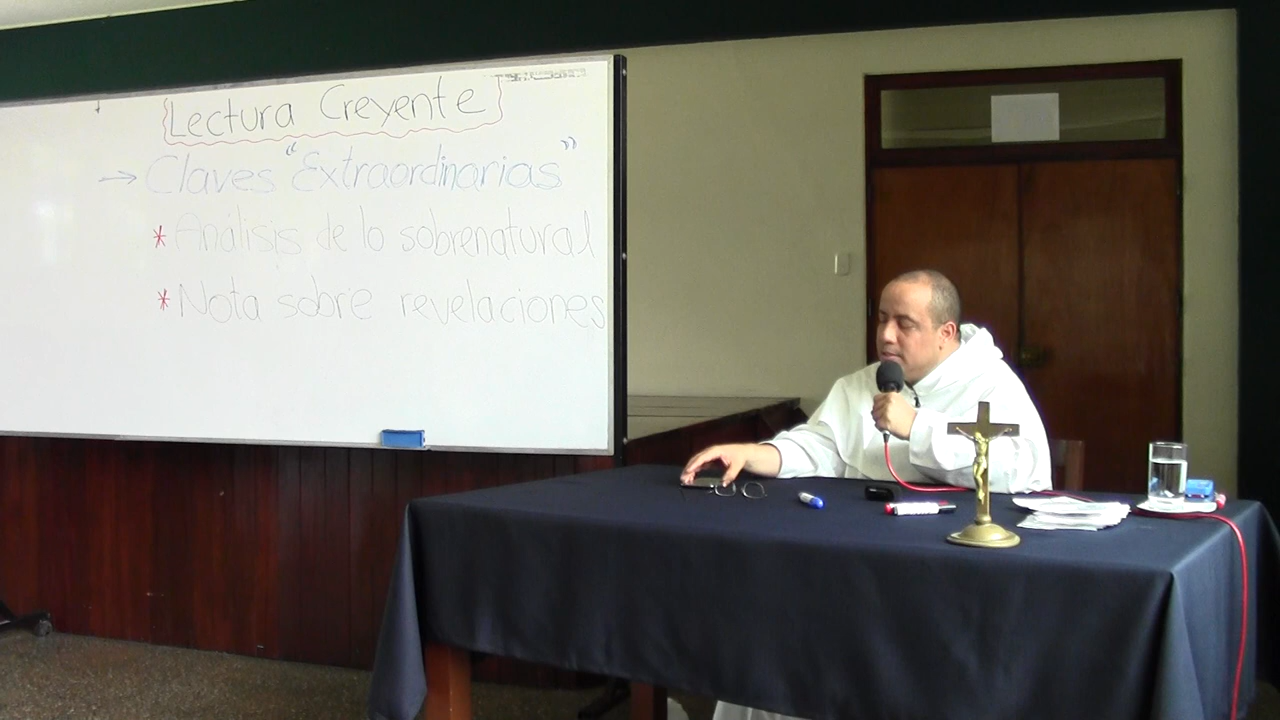 Lectura Creyente
→ Claves "Extraordinarias"
* Análisis de lo sobrenatural
* Nota sobre revelaciones